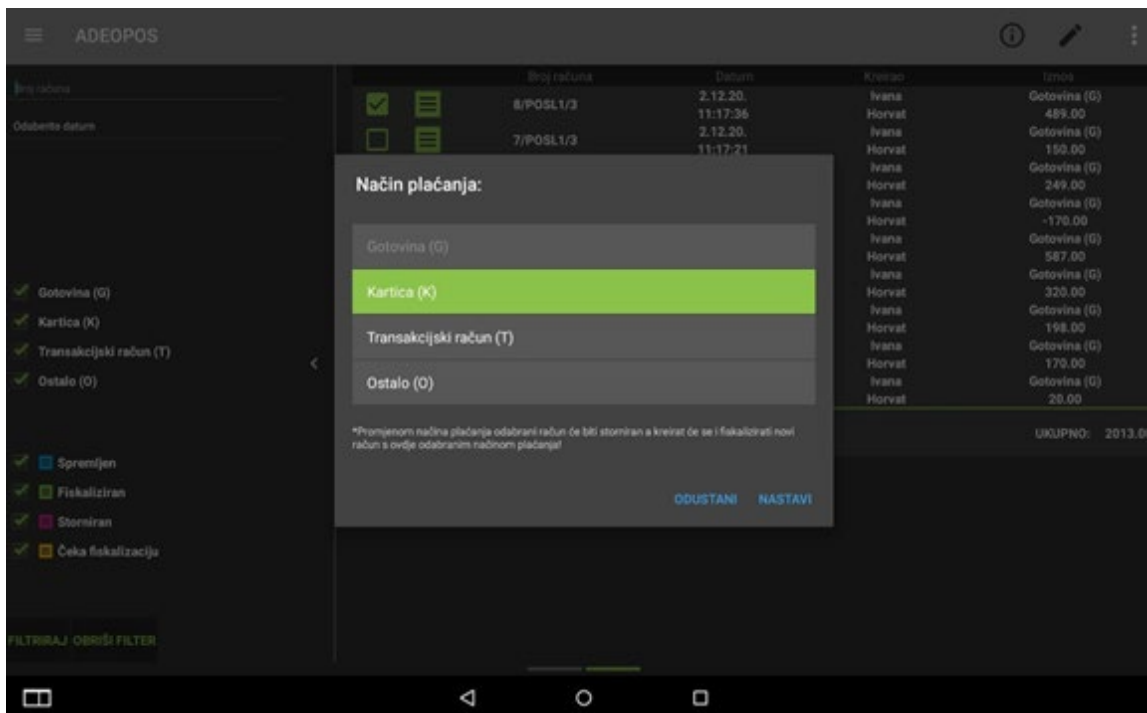 ADEOPOS
Broj računa
Odaberite datum
Gotovina (G)
Kartica (K)
Transakcijski račun (T)
Ostalo (O)
Spremljen
Fiskaliziran
Storniran
Čeka fiskalizaciju
FILTRIRAJ OBRIŠI FILTER
Broj računa Datum Kreirao Iznos
8/POSL1/3 2.12.20. 11:17:36 Ivana Horvat Gotovina (G) 489.00
7/POSL1/3 2.12.20. 11:17:21 Ivana Horvat Gotovina (G) 150.00
Ivana Horvat Gotovina (G) 249.00
Ivana Horvat Gotovina (G) -170.00
Ivana Horvat Gotovina (G) 587.00
Ivana Horvat Gotovina (G) 320.00
Ivana Horvat Gotovina (G) 198.00
Ivana Horvat Gotovina (G) 170.00
Ivana Horvat Gotovina (G) 20.00
UKUPNO: 2013.0
Način plaćanja:
Gotovina (G)
Kartica (K)
Transakcijski račun (T)
Ostalo (O)
*Promjenom načina plaćanja odabrani račun će biti storniran a kreirat će se i fiskalizirati novi
račun s ovdje odabranim načinom plaćanja!
ODUSTANI NASTAVI